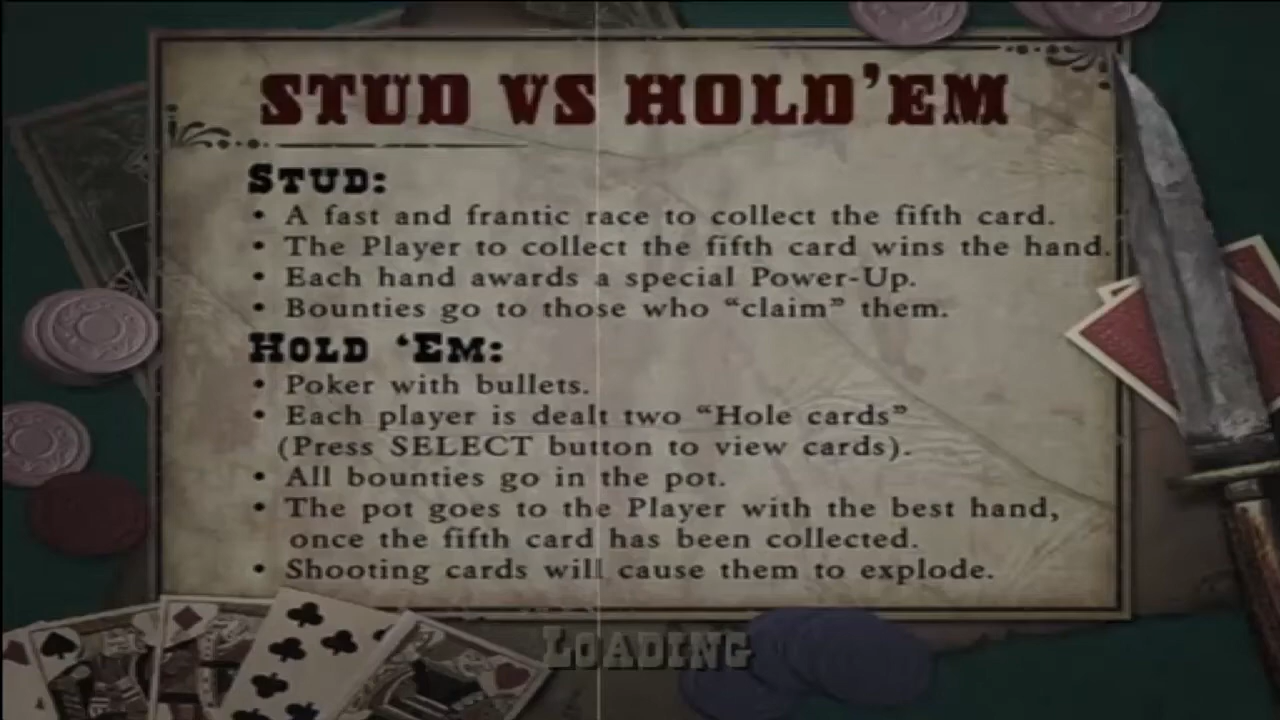 STUD VS HOLD'EM
STUD:
• A fast and frantic race to collect the fifth card.
• The Player to collect the fifth card wins the hand.
• Each hand awards a special Power-Up.
• Bounties go to those who “claim” them.
HOLD ‘EM:
• Poker with bullets.
• Each player is dealt two “Hole cards”
(Press SELECT button to view cards).
• All bounties go in the pot.
• The pot goes to the Player with the best hand,
once the fifth card has been collected.
• Shooting cards will cause them to explode.
LOADING